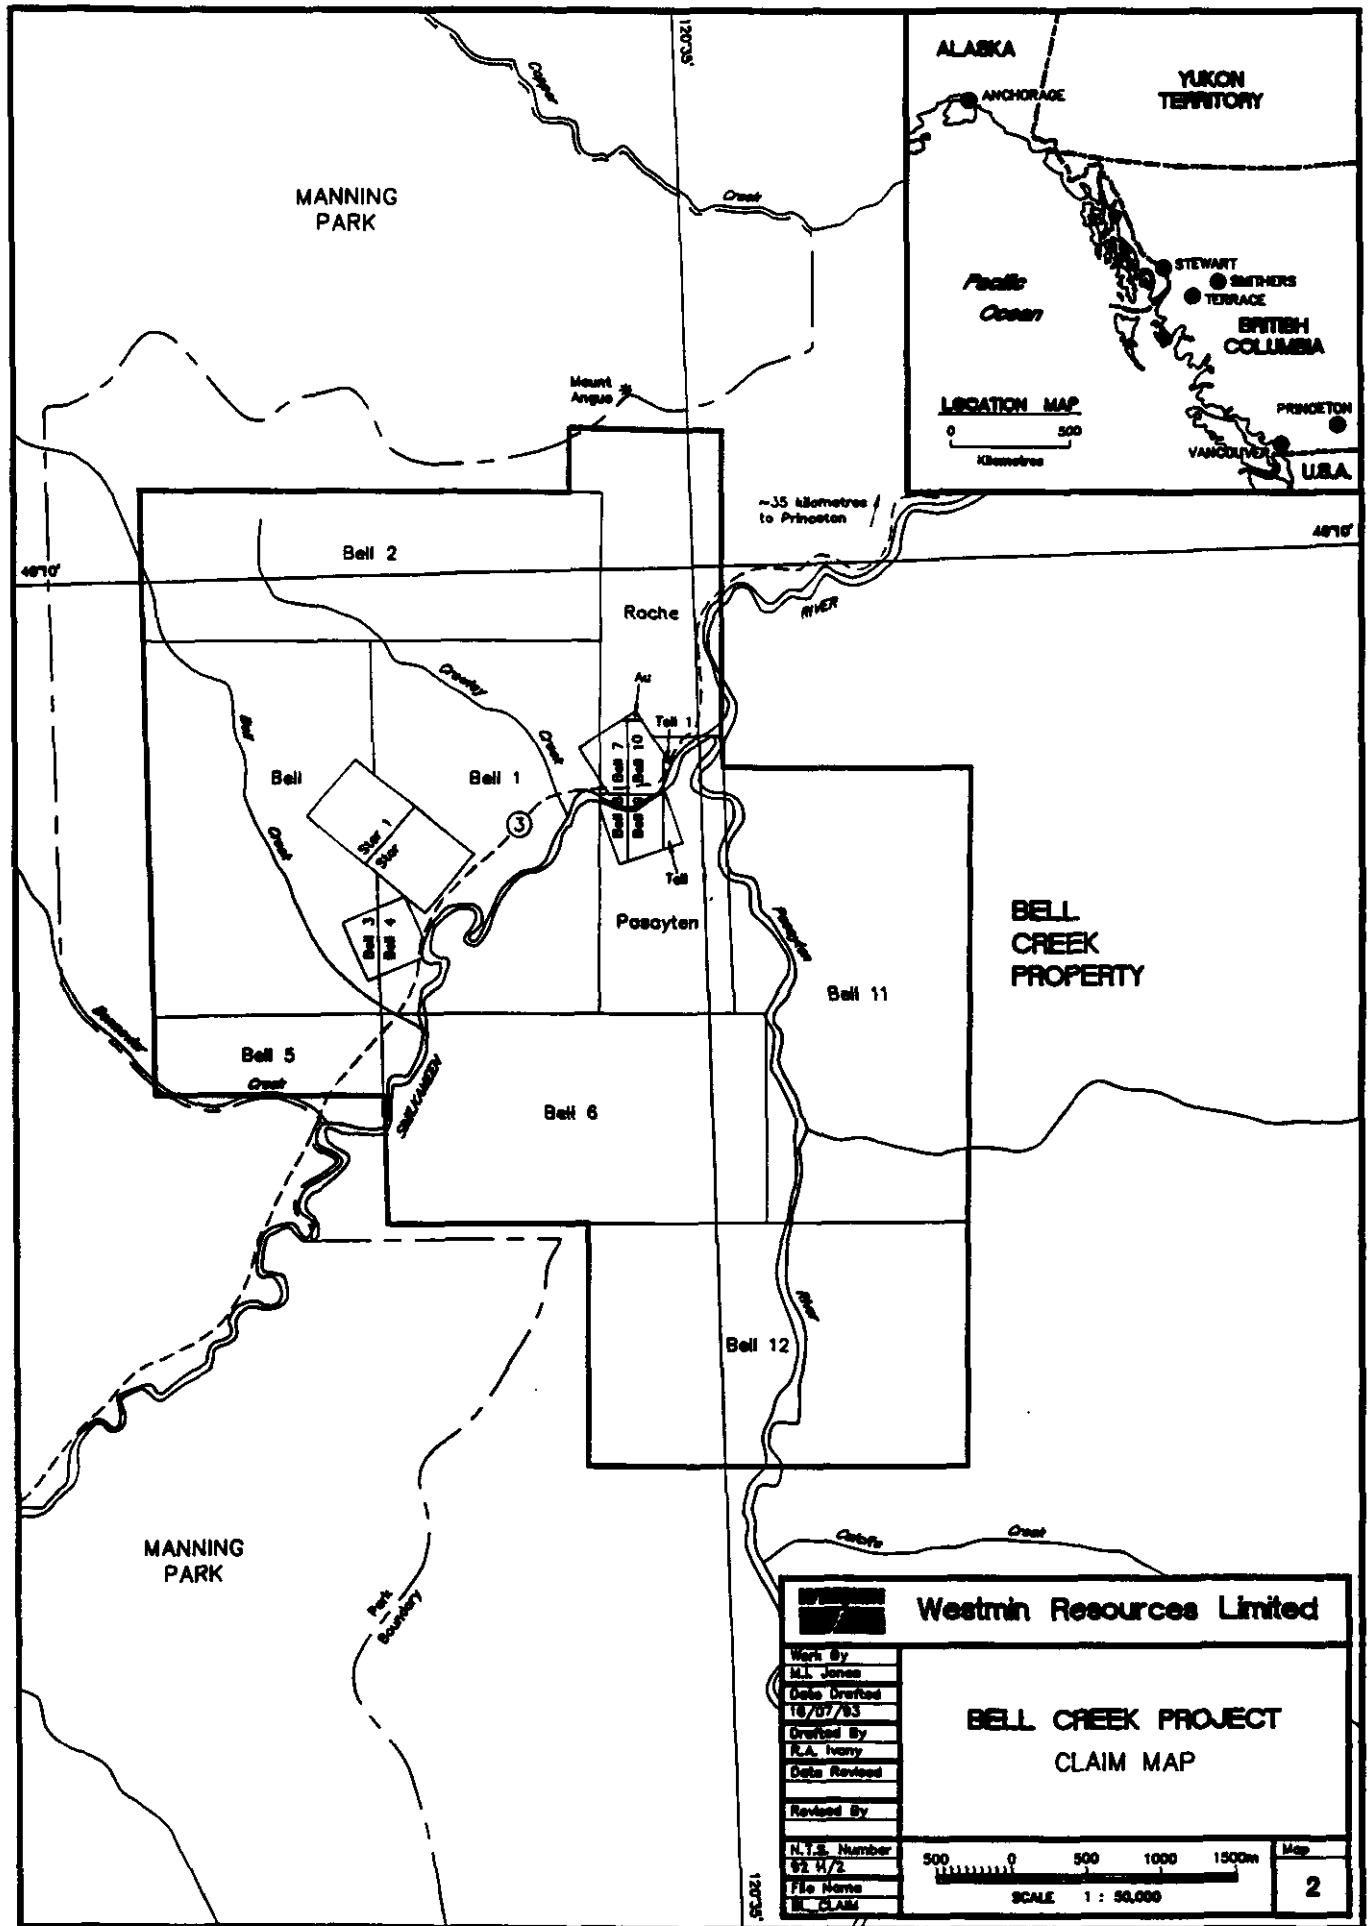 120°35'
ALASKA
YUKON
TERRITORY
ANCHORAGE
Copper
Creek
MANNING
PARK
STEWART
SMITHERS
TERRACE
Pacific
Ocean
BRITISH
COLUMBIA
LOCATION MAP
0 500
Kilometres
PRINCETON
VANCOUVER
U.S.A.
Mount
Angus
~35 kilometres
to Princeton
49°10'
49°10'
Bell 2
Roche
RIVER
Crowley
Creek
Au
Tell 1
Bell 7
Bell 10
Bell 8
Bell 9
Tell
Bell
Creek
Bell
Bell 1
Star 1
Star
3
Bell 3
Bell 4
Pasayten
Pasayten
River
Bell 11
BELL
CREEK
PROPERTY
Bell 5
Creek
SIMILKAMEEN
Bell 6
Bell 12
MANNING
PARK
Park
Boundary
Creek
Westmin Resources Limited
Work By
M.L. Jones
Date Drafted
Drafted By
R.A. Ivany
Date Revised
Revised By
N.T.S. Number
92 H/2
File Name
BL_CLAIM
BELL CREEK PROJECT
CLAIM MAP
500 0 500 1000 1500m
SCALE 1 : 50,000
Map
2
120°35'